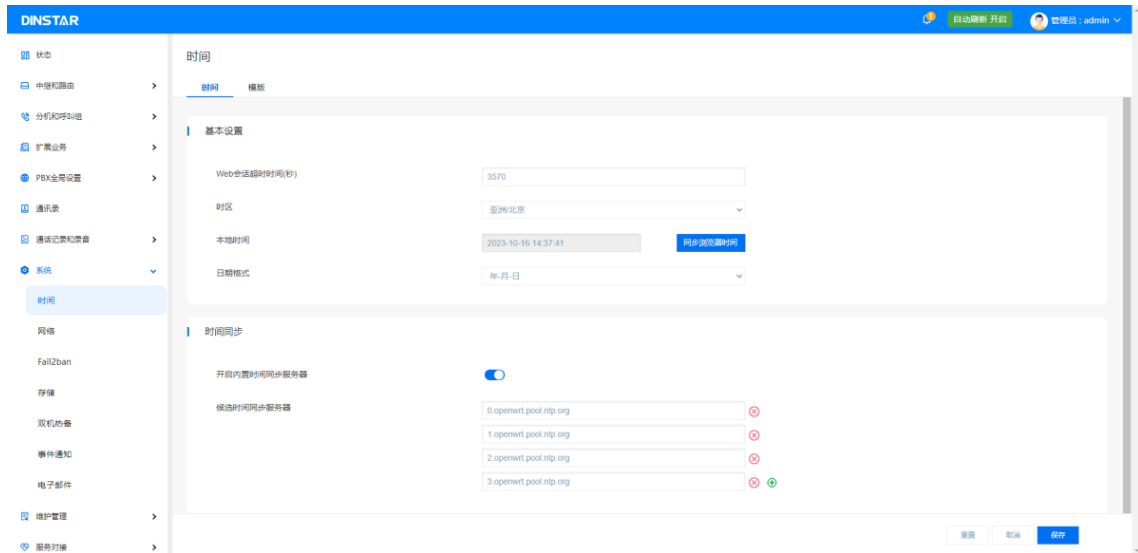 DINSTAR
1
自动刷新 开启
管理员 : admin
状态
中继和路由
分机和呼叫组
扩展业务
PBX全局设置
通讯录
通话记录和录音
系统
时间
网络
Fail2ban
存储
双机热备
事件通知
电子邮件
维护管理
服务对接
时间
时间 模版
基本设置
Web会话超时时间(秒) 3570
时区 亚洲/北京
本地时间 2023-10-16 14:37:41 同步浏览器时间
日期格式 年-月-日
时间同步
开启内置时间同步服务器
候选时间同步服务器 0.openwrt.pool.ntp.org
1.openwrt.pool.ntp.org
2.openwrt.pool.ntp.org
3.openwrt.pool.ntp.org
重置 取消 保存